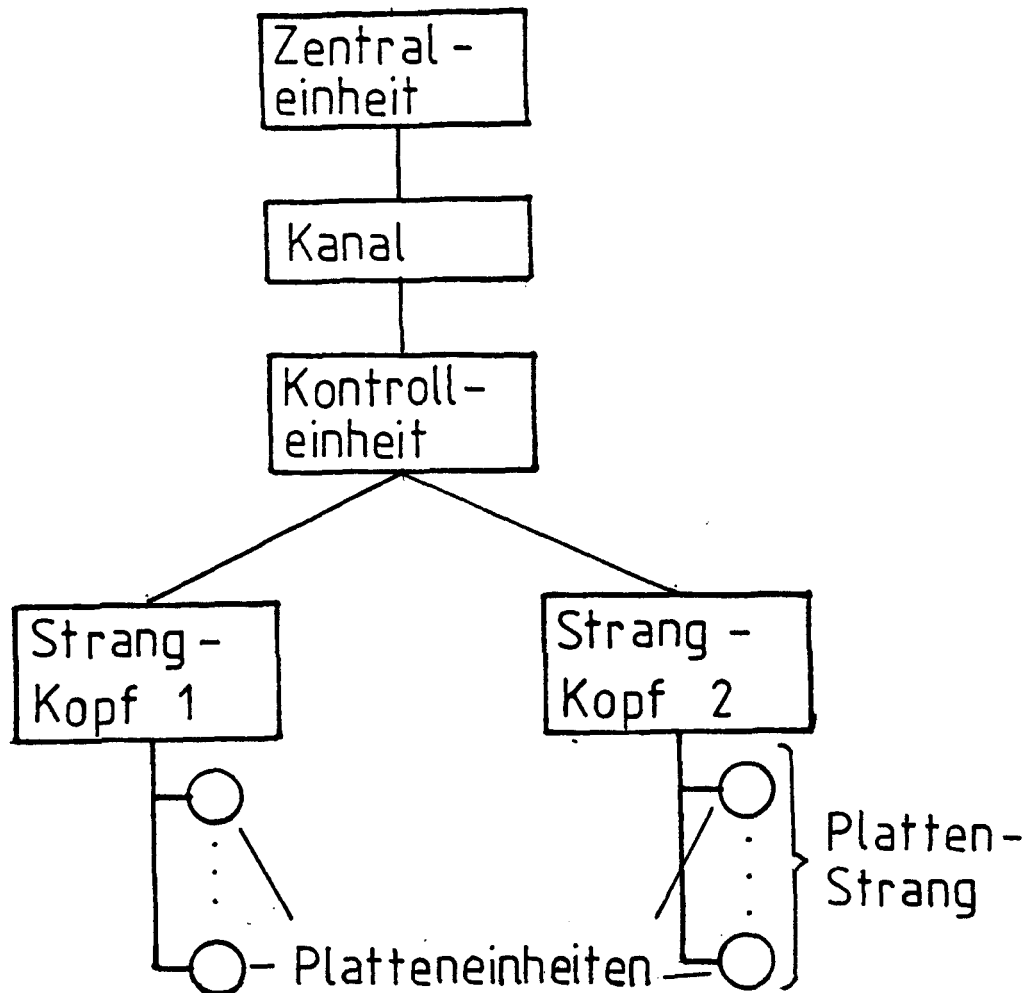 Zentral-
einheit
Kanal
Kontroll-
einheit
Strang-
Kopf 1
Strang-
Kopf 2
Platten-
Strang
Platteneinheiten